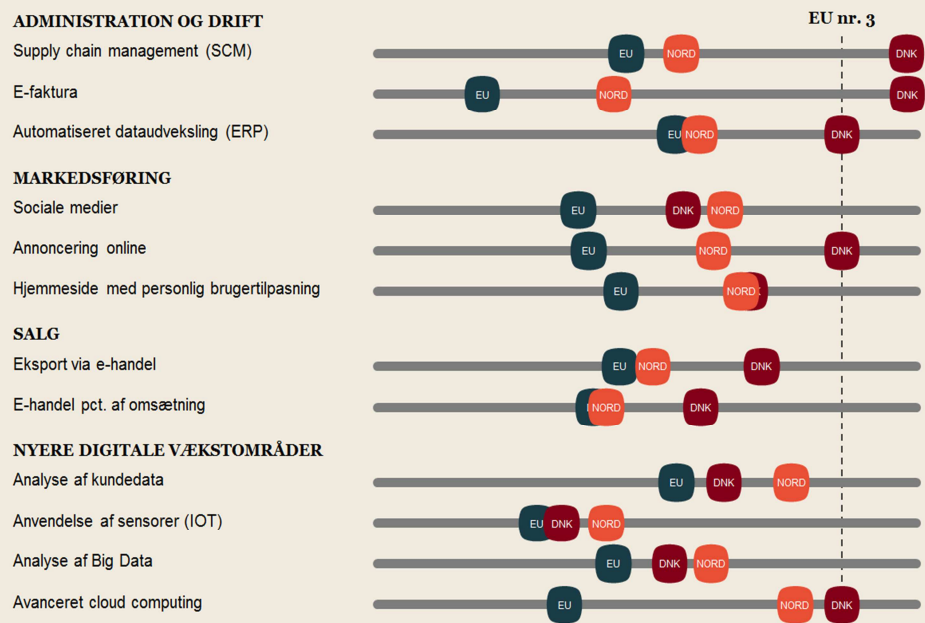 ADMINISTRATION OG DRIFT
EU nr. 3
Supply chain management (SCM)
EU NORD DNK
E-faktura
EU NORD DNK
Automatiseret dataudveksling (ERP)
EU NORD DNK
MARKEDSFØRING
Sociale medier
EU DNK NORD
Annoncering online
EU NORD DNK
Hjemmeside med personlig brugertilpasning
EU NORD
SALG
Eksport via e-handel
EU NORD DNK
E-handel pct. af omsætning
NORD DNK
NYERE DIGITALE VÆKSTOMRÅDER
Analyse af kundedata
EU DNK NORD
Anvendelse af sensorer (IOT)
EU DNK NORD
Analyse af Big Data
EU DNK NORD
Avanceret cloud computing
EU NORD DNK